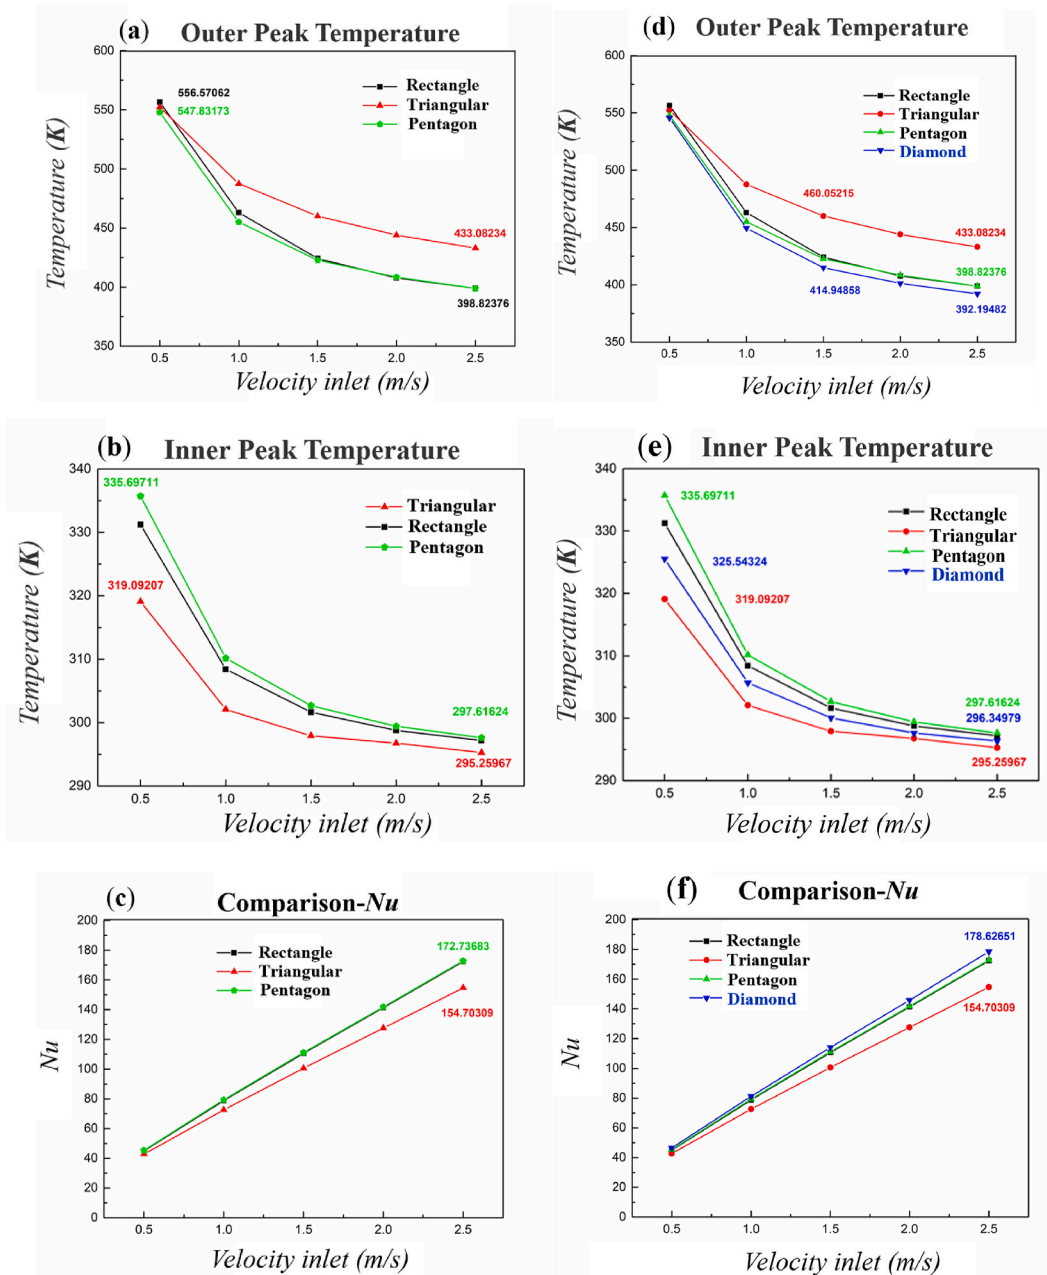 (a) Outer Peak Temperature
600
550
500
450
400
350
Temperature (K)
556.57062
547.83173
Rectangle
Triangular
Pentagon
433.08234
398.82376
0.5 1.0 1.5 2.0 2.5
Velocity inlet (m/s)
(d) Outer Peak Temperature
600
550
500
450
400
350
Temperature (K)
Rectangle
Triangular
Pentagon
Diamond
460.05215
433.08234
398.82376
414.94858
392.19482
0.5 1.0 1.5 2.0 2.5
Velocity inlet (m/s)
(b) Inner Peak Temperature
340
330
320
310
300
290
Temperature (K)
335.69711
Triangular
Rectangle
Pentagon
319.09207
297.61624
295.25967
0.5 1.0 1.5 2.0 2.5
Velocity inlet (m/s)
(e) Inner Peak Temperature
340
330
320
310
300
290
Temperature (K)
335.69711
Rectangle
Triangular
Pentagon
Diamond
325.54324
319.09207
297.61624
296.34979
295.25967
0.5 1.0 1.5 2.0 2.5
Velocity inlet (m/s)
(c) Comparison-Nu
200
180
160
140
120
100
80
60
40
20
0
Nu
Rectangle
Triangular
Pentagon
172.73683
154.70309
0.5 1.0 1.5 2.0 2.5
Velocity inlet (m/s)
(f) Comparison-Nu
200
180
160
140
120
100
80
60
40
20
0
Nu
Rectangle
Triangular
Pentagon
Diamond
178.62651
154.70309
0.5 1.0 1.5 2.0 2.5
Velocity inlet (m/s)